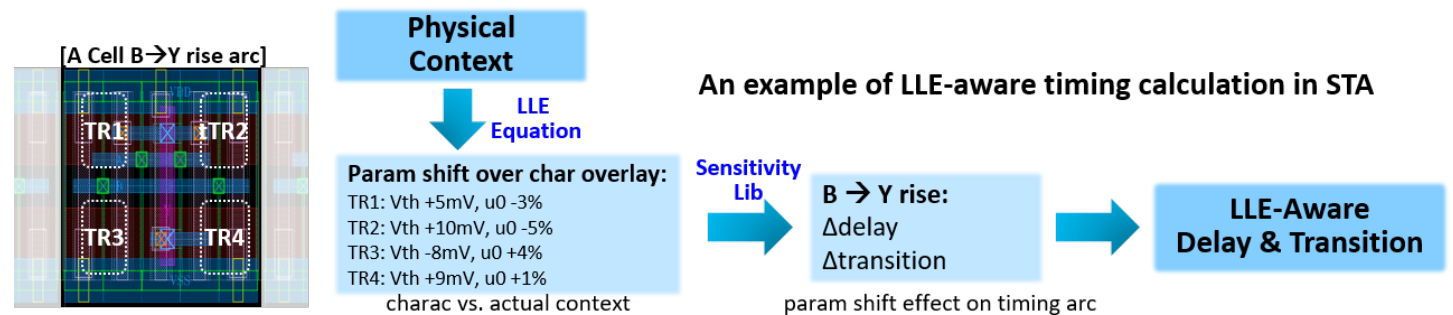 [A Cell B→Y rise arc]
VDD
TR1
tTR2
TR3
TR4
VSS
Physical
Context
LLE
Equation
Param shift over char overlay:
TR1: Vth +5mV, u0 -3%
TR2: Vth +10mV, u0 -5%
TR3: Vth -8mV, u0 +4%
TR4: Vth +9mV, u0 +1%
charac vs. actual context
An example of LLE-aware timing calculation in STA
Sensitivity
Lib
B → Y rise:
Δdelay
Δtransition
param shift effect on timing arc
LLE-Aware
Delay & Transition